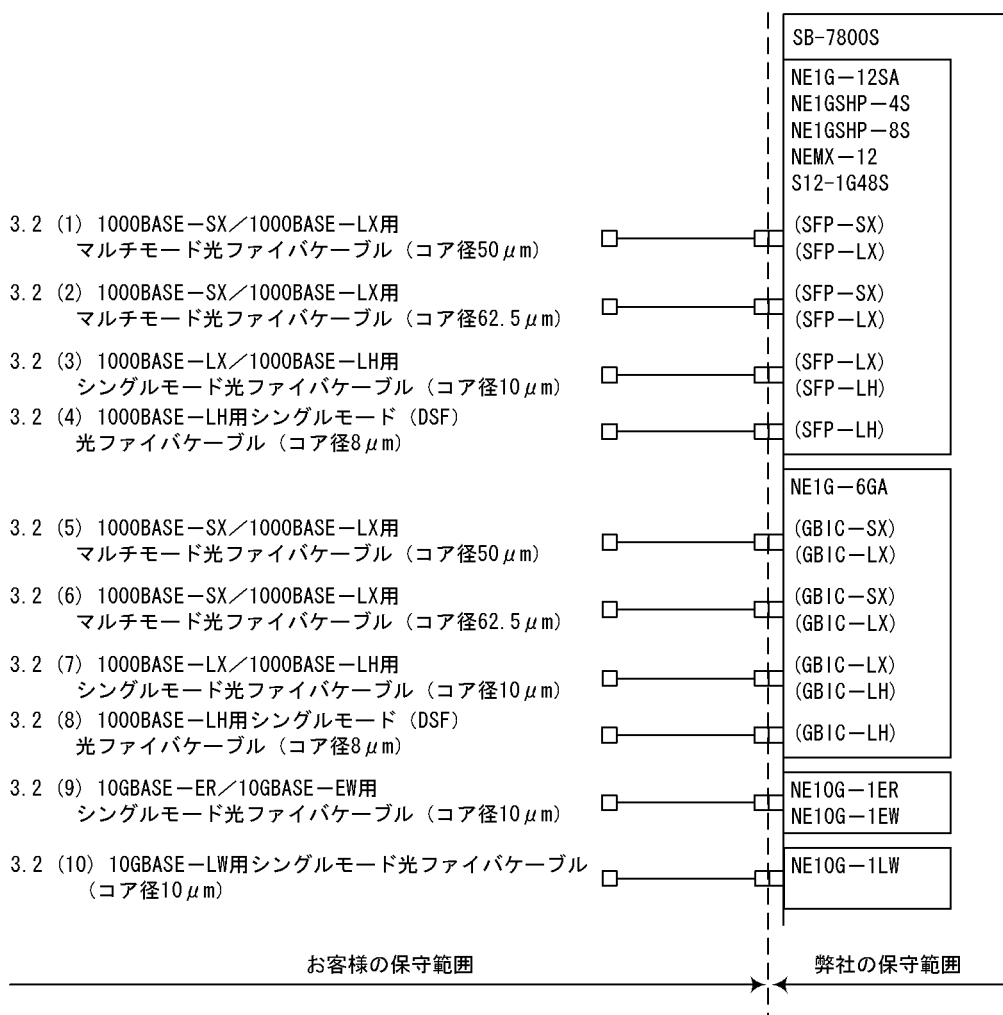 SB-7800S
NE1G－12SA
NE1GSHP－4S
NE1GSHP－8S
NEMX－12
S12-1G48S
3.2 (1) 1000BASE－SX／1000BASE－LX用
マルチモード光ファイバケーブル（コア径50μm）
(SFP－SX)
(SFP－LX)
3.2 (2) 1000BASE－SX／1000BASE－LX用
マルチモード光ファイバケーブル（コア径62.5μm）
(SFP－SX)
(SFP－LX)
3.2 (3) 1000BASE－LX／1000BASE－LH用
シングルモード光ファイバケーブル（コア径10μm）
(SFP－LX)
(SFP－LH)
3.2 (4) 1000BASE－LH用シングルモード（DSF）
光ファイバケーブル（コア径8μm）
(SFP－LH)
NE1G－6GA
3.2 (5) 1000BASE－SX／1000BASE－LX用
マルチモード光ファイバケーブル（コア径50μm）
(GBIC－SX)
(GBIC－LX)
3.2 (6) 1000BASE－SX／1000BASE－LX用
マルチモード光ファイバケーブル（コア径62.5μm）
(GBIC－SX)
(GBIC－LX)
3.2 (7) 1000BASE－LX／1000BASE－LH用
シングルモード光ファイバケーブル（コア径10μm）
(GBIC－LX)
(GBIC－LH)
3.2 (8) 1000BASE－LH用シングルモード（DSF）
光ファイバケーブル（コア径8μm）
(GBIC－LH)
3.2 (9) 10GBASE－ER／10GBASE－EW用
シングルモード光ファイバケーブル（コア径10μm）
NE10G－1ER
NE10G－1EW
3.2 (10) 10GBASE－LW用シングルモード光ファイバケーブル
（コア径10μm）
NE10G－1LW
お客様の保守範囲
弊社の保守範囲